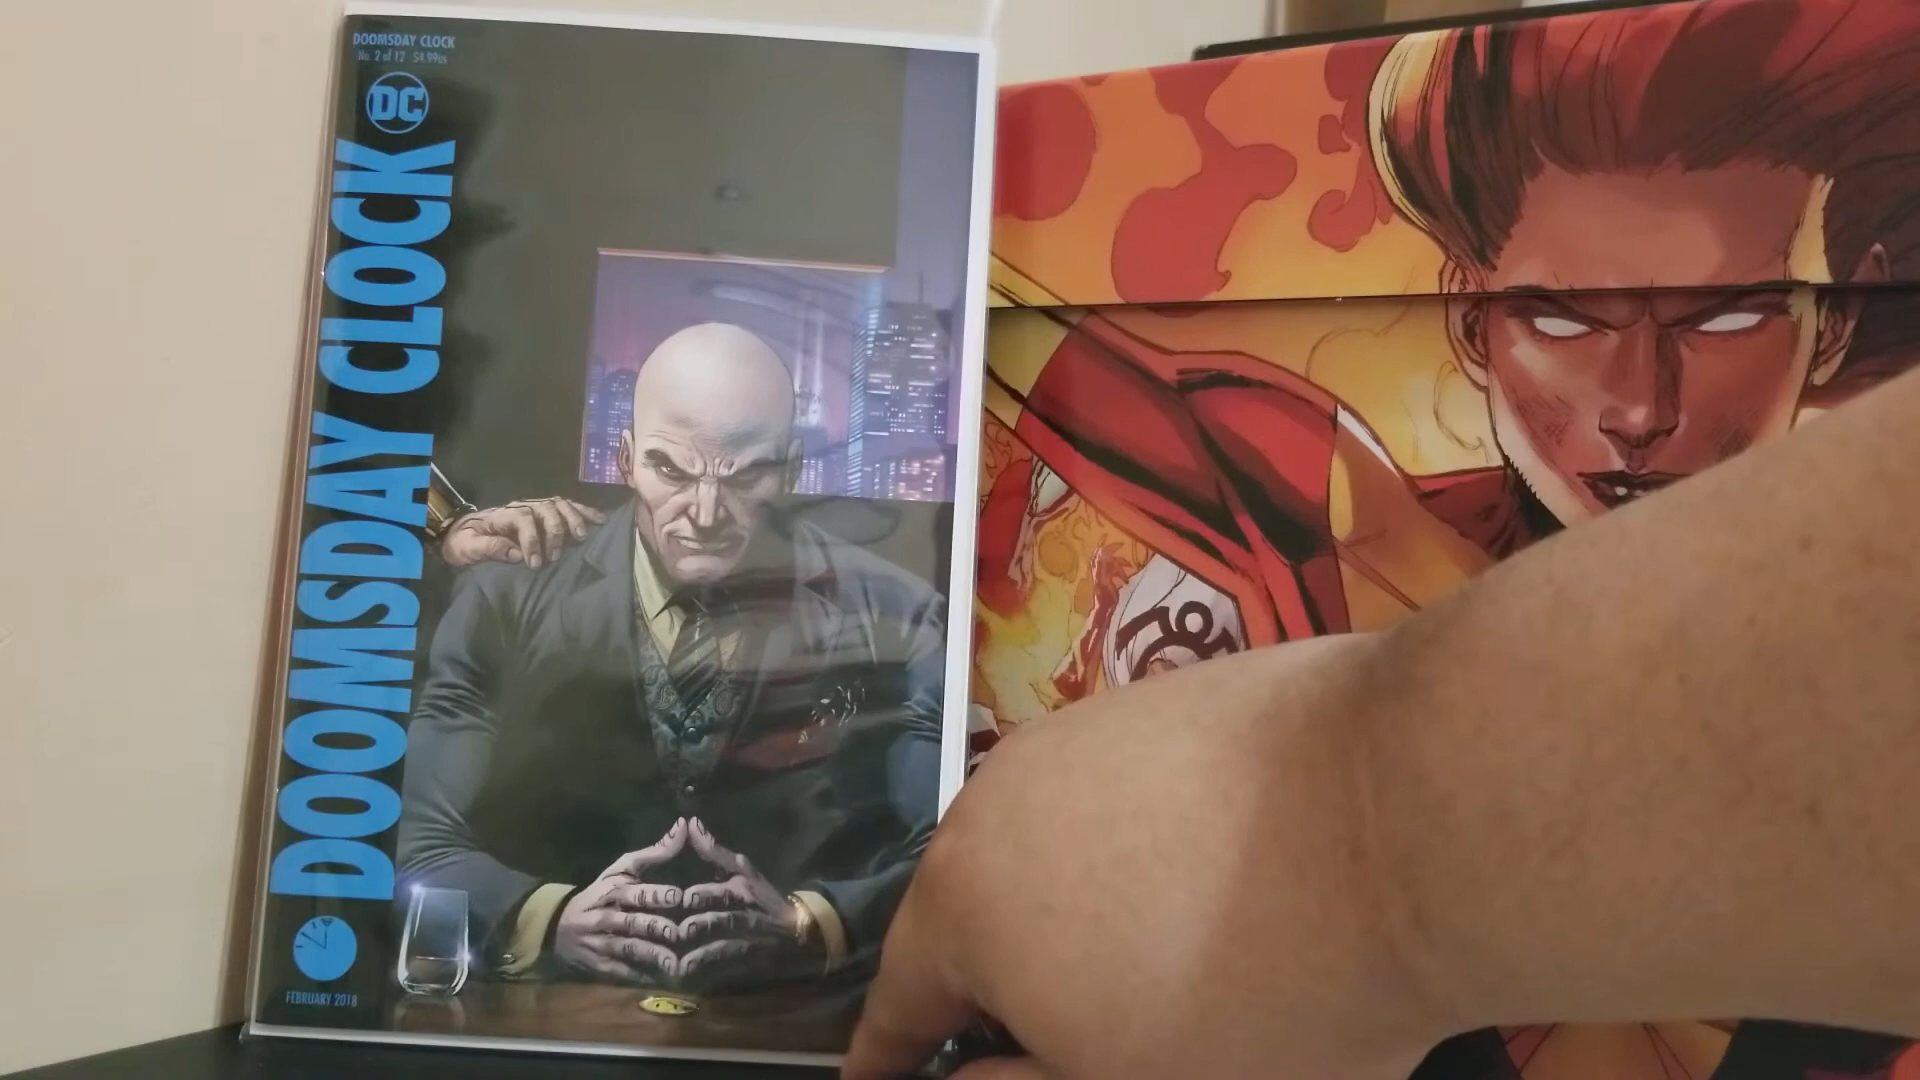 DOOMSDAY CLOCK
No. 2 of 12 $4.99US
DC
DOOMSDAY CLOCK
FEBRUARY 2018